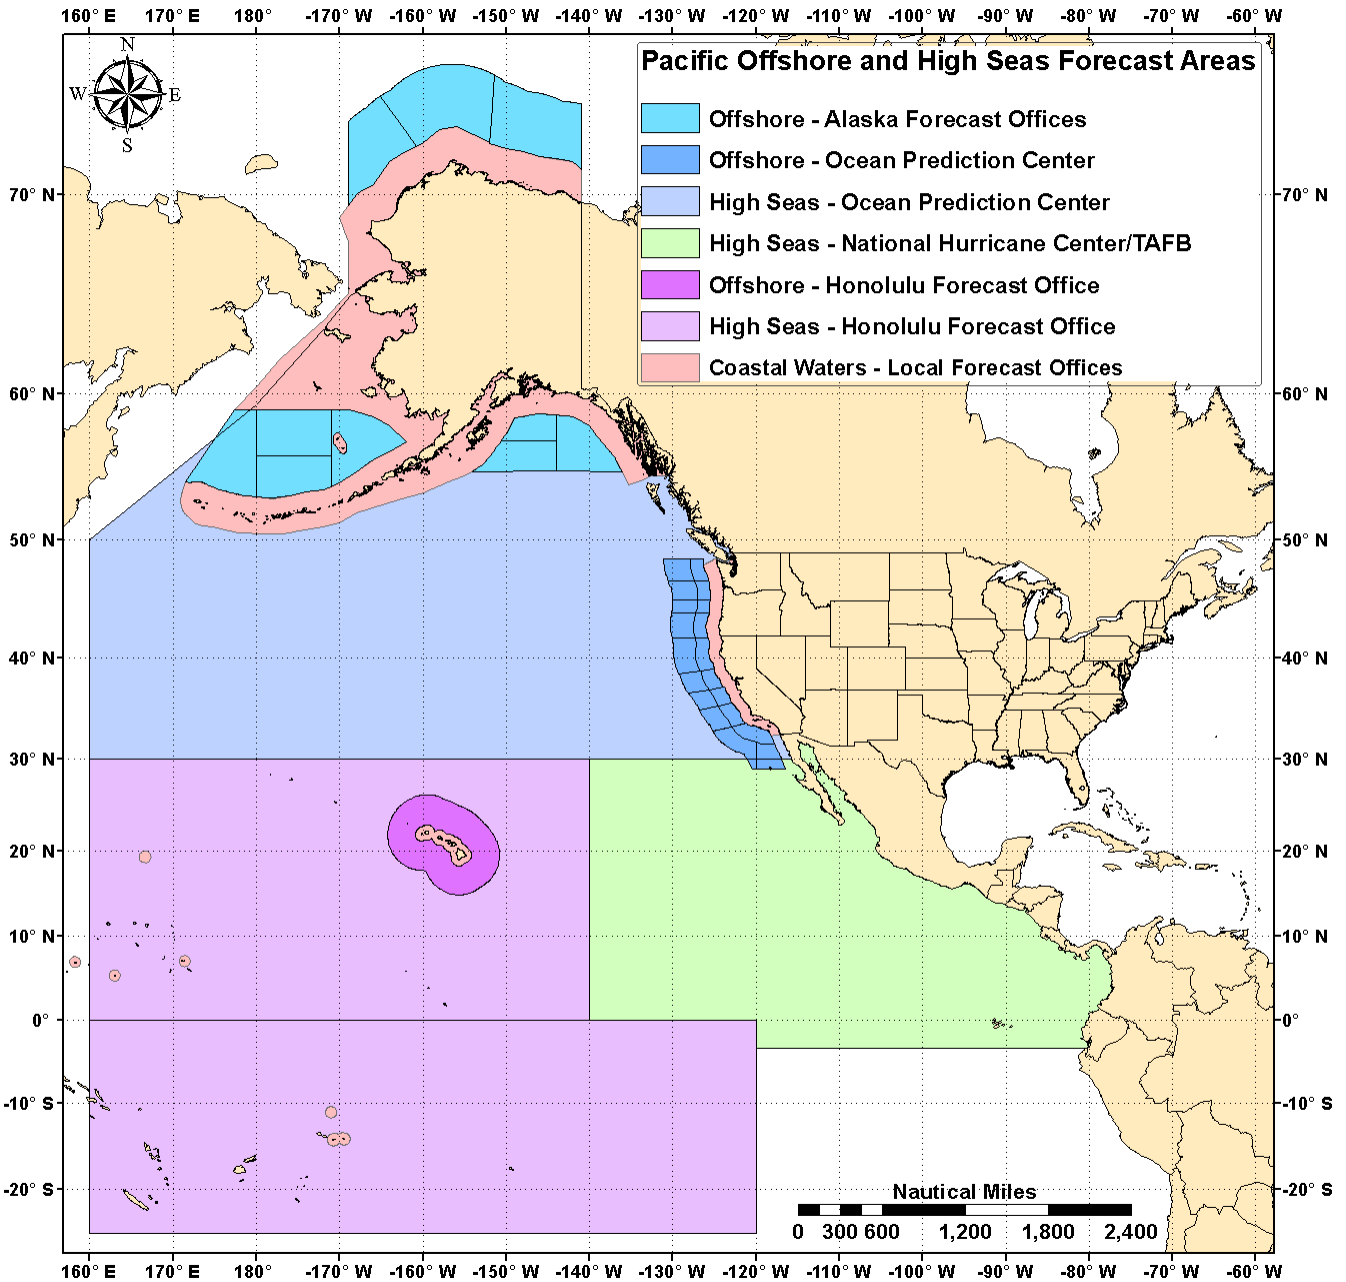 160° E 170° E 180° -170° W -160° W -150° W -140° W -130° W -120° W -110° W -100° W -90° W -80° W -70° W -60° W
N
W E
S
Pacific Offshore and High Seas Forecast Areas
Offshore - Alaska Forecast Offices
Offshore - Ocean Prediction Center
High Seas - Ocean Prediction Center
High Seas - National Hurricane Center/TAFB
Offshore - Honolulu Forecast Office
High Seas - Honolulu Forecast Office
Coastal Waters - Local Forecast Offices
70° N 70° N
60° N 60° N
50° N 50° N
40° N 40° N
30° N 30° N
20° N 20° N
10° N 10° N
0° 0°
-10° S -10° S
-20° S -20° S
Nautical Miles
0 300 600 1,200 1,800 2,400
160° E 170° E 180° -170° W -160° W -150° W -140° W -130° W -120° W -110° W -100° W -90° W -80° W -70° W -60° W